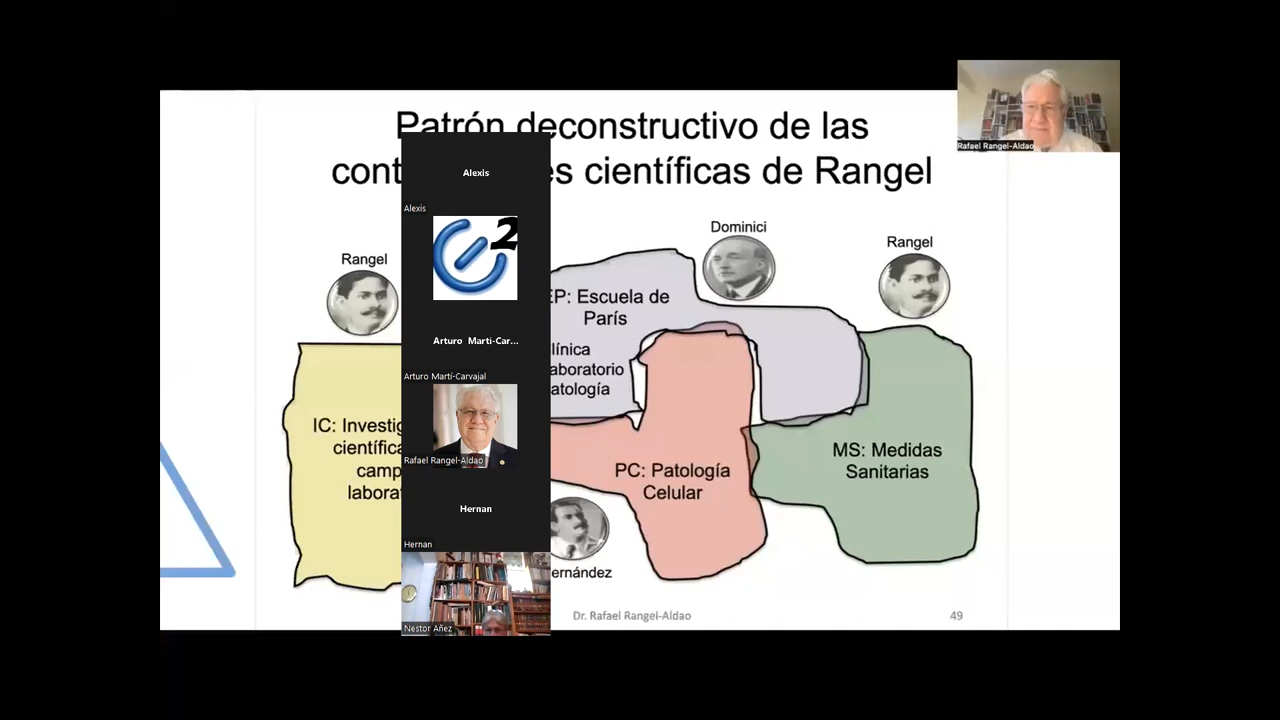 Patrón deconstructivo de las
cont es científicas de Rangel
Rafael Rangel-Aldao
Alexis
Alexis
2
Arturo Marti-Car...
Arturo Martí-Carvajal
Rafael Rangel-Aldao
Hernan
Hernan
Nestor Añez
Rangel
Dominici
Rangel
EP: Escuela de
París
línica
aboratorio
atología
IC: Investig
científica
camp
labora
PC: Patología
Celular
MS: Medidas
Sanitarias
ernández
Dr. Rafael Rangel-Aldao
49